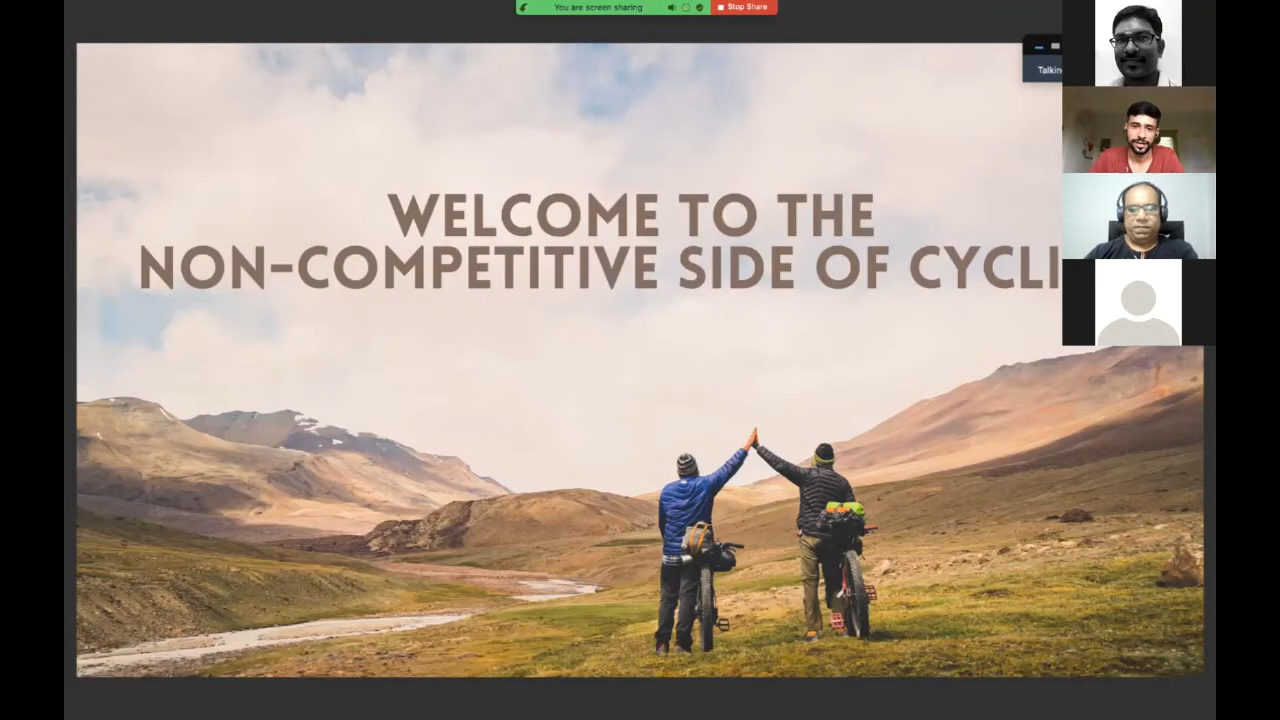 You are screen sharing
Stop Share
Talkin
WELCOME TO THE
NON-COMPETITIVE SIDE OF CYCLI